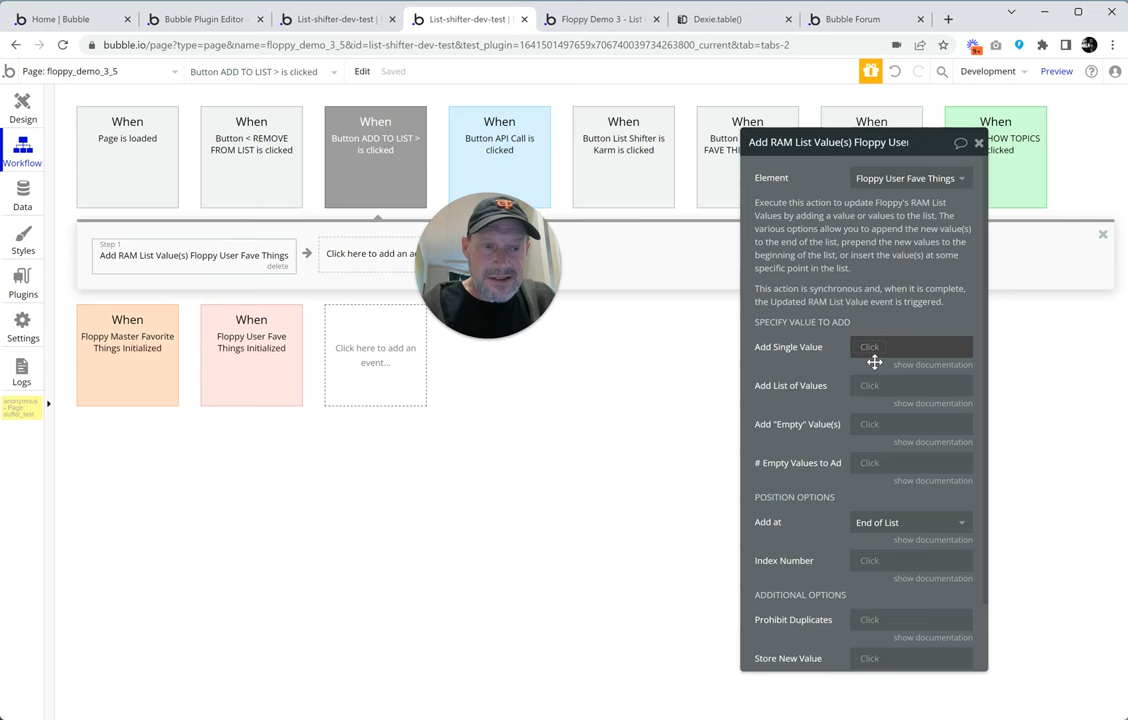 Home | Bubble
Bubble Plugin Editor -
List-shifter-dev-test |
List-shifter-dev-test |
Floppy Demo 3 - List
Dexie.table()
Bubble Forum
bubble.io/page?type=page&name=floppy_demo_3_5&id=list-shifter-dev-test&test_plugin=1641501497659x706740039734263800_current&tab=tabs-2
9+
Page: floppy_demo_3_5
Button ADD TO LIST > is clicked
Edit
Saved
Development
Preview
Design
Workflow
Data
Styles
Plugins
Settings
Logs
anonymous
- Page
duffel_test
When
Page is loaded
When
Button < REMOVE
FROM LIST is clicked
When
Button ADD TO LIST >
is clicked
When
Button API Call is
clicked
When
Button List Shifter is
Karm is clicked
When
Button
FAVE THI
When
HOW TOPICS
is clicked
Step 1
Add RAM List Value(s) Floppy User Fave Things
delete
Click here to add an ac
When
Floppy Master Favorite
Things Initialized
When
Floppy User Fave
Things Initialized
Click here to add an
event...
Add RAM List Value(s) Floppy User
Element
Floppy User Fave Things
Execute this action to update Floppy's RAM List
Values by adding a value or values to the list. The
various options allow you to append the new value(s)
to the end of the list, prepend the new values to the
beginning of the list, or insert the value(s) at some
specific point in the list.
This action is synchronous and, when it is complete,
the Updated RAM List Value event is triggered.
SPECIFY VALUE TO ADD
Add Single Value
Click
show documentation
Add List of Values
Click
show documentation
Add "Empty" Value(s)
Click
show documentation
# Empty Values to Ad
Click
show documentation
POSITION OPTIONS
Add at
End of List
show documentation
Index Number
Click
show documentation
ADDITIONAL OPTIONS
Prohibit Duplicates
Click
show documentation
Store New Value
Click